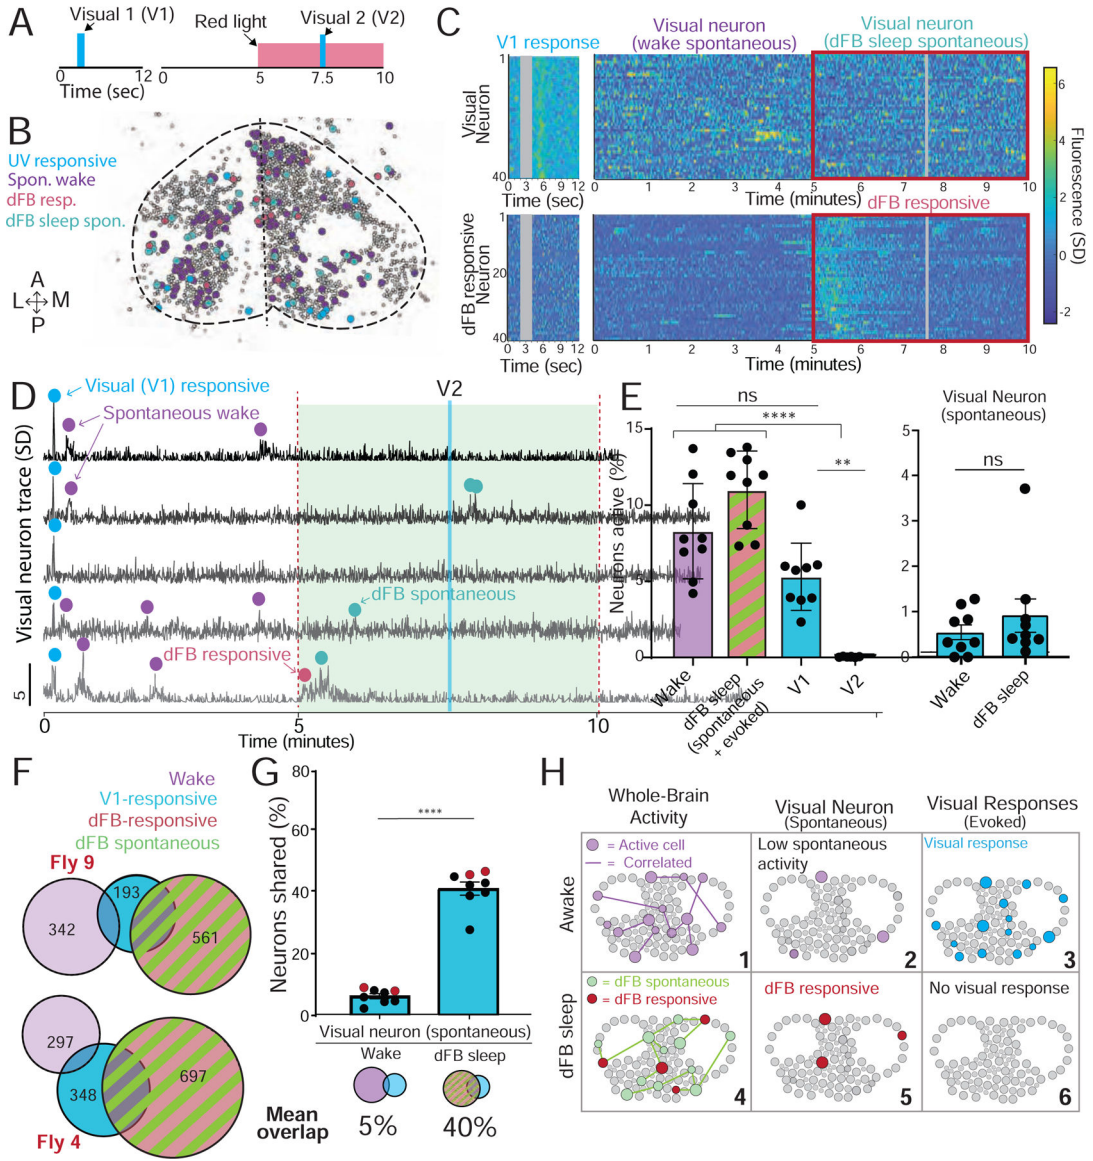 A
Visual 1 (V1)
Red light
Visual 2 (V2)
0
12
0
5
7.5
10
Time (sec)
B
UV responsive
Spon. wake
dFB resp.
dFB sleep spon.
A
L M
P
C
V1 response
Visual neuron
(wake spontaneous)
Visual neuron
(dFB sleep spontaneous)
1
Visual
Neuron
40
0 3 6 9 12
Time (sec)
0 1 2 3 4 5 6 7 8 9 10
Time (minutes)
dFB responsive
1
dFB responsive
Neuron
20
40
0 3 6 9 12
Time (sec)
0 1 2 3 4 5 6 7 8 9 10
Time (minutes)
6
4
2
0
-2
Fluorescence (SD)
D
Visual (V1) responsive
Spontaneous wake
V2
dFB spontaneous
dFB responsive
Visual neuron trace (SD)
5
0
5
10
Time (minutes)
E
ns
****
**
15
10
5
0
Neurons active (%)
Wake
dFB sleep
(spontaneous
+ evoked)
V1
V2
Visual Neuron
(spontaneous)
ns
5
4
3
2
1
0
Wake
dFB sleep
F
Wake
V1-responsive
dFB-responsive
dFB spontaneous
Fly 9
193
342
561
297
697
348
Fly 4
G
80
60
40
20
0
Neurons shared (%)
****
Visual neuron (spontaneous)
Wake
dFB sleep
Mean
overlap
5%
40%
H
Whole-Brain
Activity
Visual Neuron
(Spontaneous)
Visual Responses
(Evoked)
Awake
= Active cell
= Correlated
1
Low spontaneous
activity
2
Visual response
3
dFB sleep
= dFB spontaneous
= dFB responsive
4
dFB responsive
5
No visual response
6